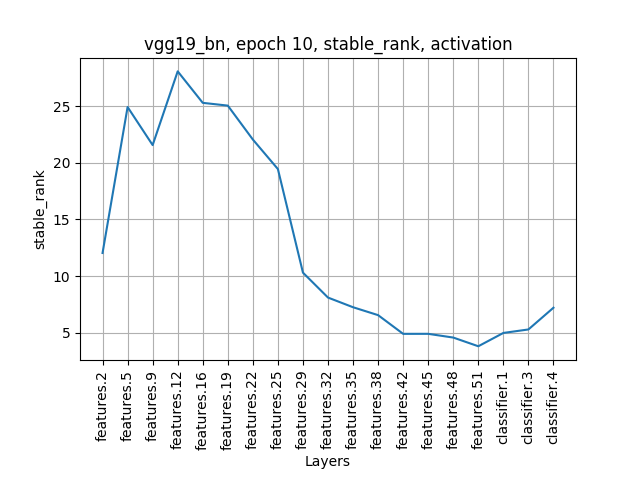 vgg19_bn, epoch 10, stable_rank, activation
stable_rank
25
20
15
10
5
features.2
features.5
features.9
features.12
features.16
features.19
features.22
features.25
features.29
features.32
features.35
features.38
features.42
features.45
features.48
features.51
classifier.1
classifier.3
classifier.4
Layers